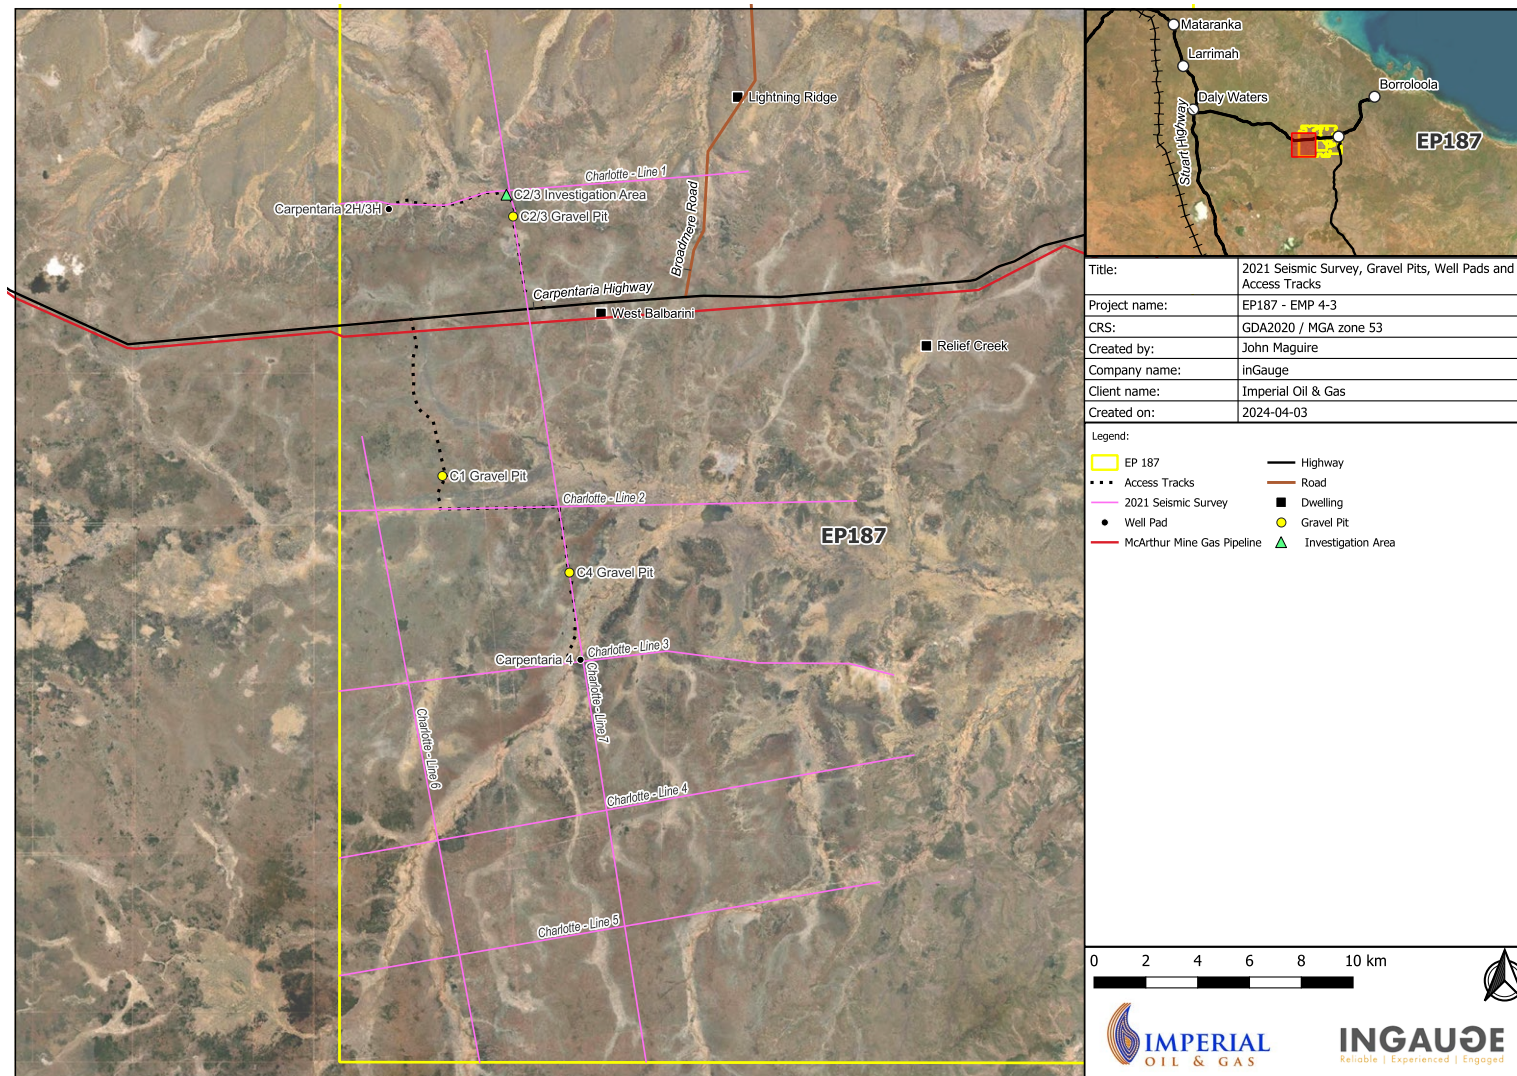 Lightning Ridge
Charlotte - Line 1
C2/3 Investigation Area
Carpentaria 2H/3H
C2/3 Gravel Pit
Broadmere Road
Carpentaria Highway
West Balbarini
Relief Creek
C1 Gravel Pit
Charlotte - Line 2
EP187
C4 Gravel Pit
Charlotte - Line 3
Carpentaria 4
Charlotte - Line 7
Charlotte - Line 6
Charlotte - Line 4
Charlotte - Line 5
Mataranka
Larrimah
Borroloola
Daly Waters
Stuart Highway
EP187
Title: 2021 Seismic Survey, Gravel Pits, Well Pads and
Access Tracks
Project name: EP187 - EMP 4-3
CRS: GDA2020 / MGA zone 53
Created by: John Maguire
Company name: inGauge
Client name: Imperial Oil & Gas
Created on: 2024-04-03
Legend:
EP 187
Access Tracks
2021 Seismic Survey
Well Pad
McArthur Mine Gas Pipeline
Highway
Road
Dwelling
Gravel Pit
Investigation Area
0 2 4 6 8 10 km
IMPERIAL
OIL & GAS
INGAUGE
Reliable | Experienced | Engaged